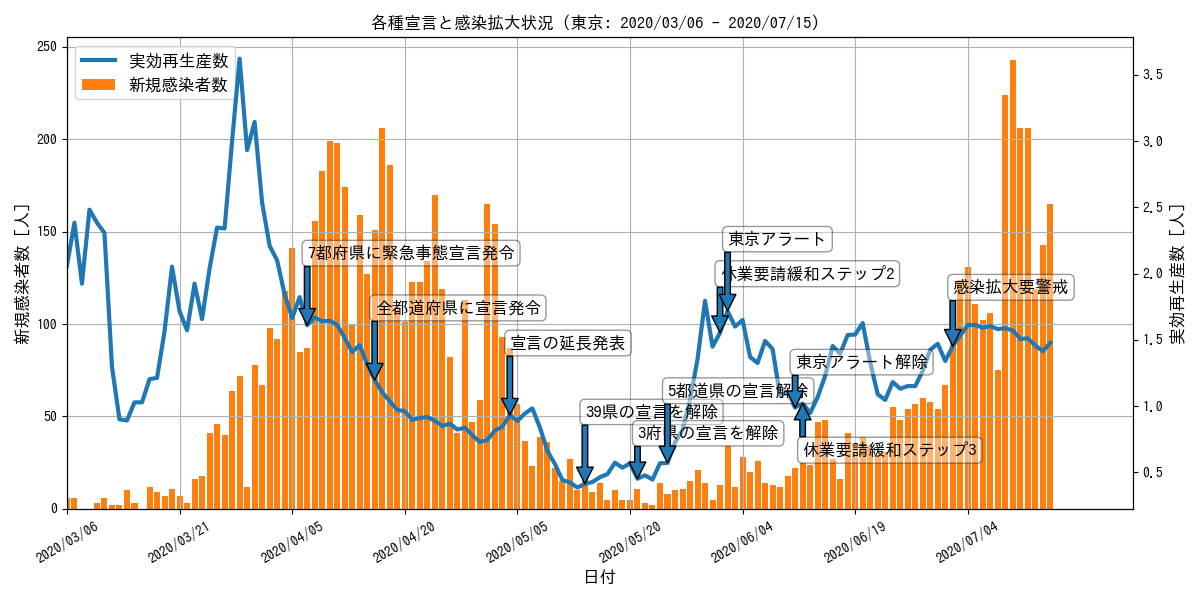 各種宣言と感染拡大状況 (東京: 2020/03/06 - 2020/07/15)
実効再生産数
新規感染者数
250
200
150
100
50
0
新規感染者数 [人]
3.5
3.0
2.5
2.0
1.5
1.0
0.5
実効再生産数 [人]
7都府県に緊急事態宣言発令
全都道府県に宣言発令
宣言の延長発表
39県の宣言を解除
3府県の宣言を解除
5都道県の宣言解除
休業要請緩和ステップ2
東京アラート
東京アラート解除
休業要請緩和ステップ3
感染拡大要警戒
2020/03/06
2020/03/21
2020/04/05
2020/04/20
2020/05/05
2020/05/20
2020/06/04
2020/06/19
2020/07/04
日付